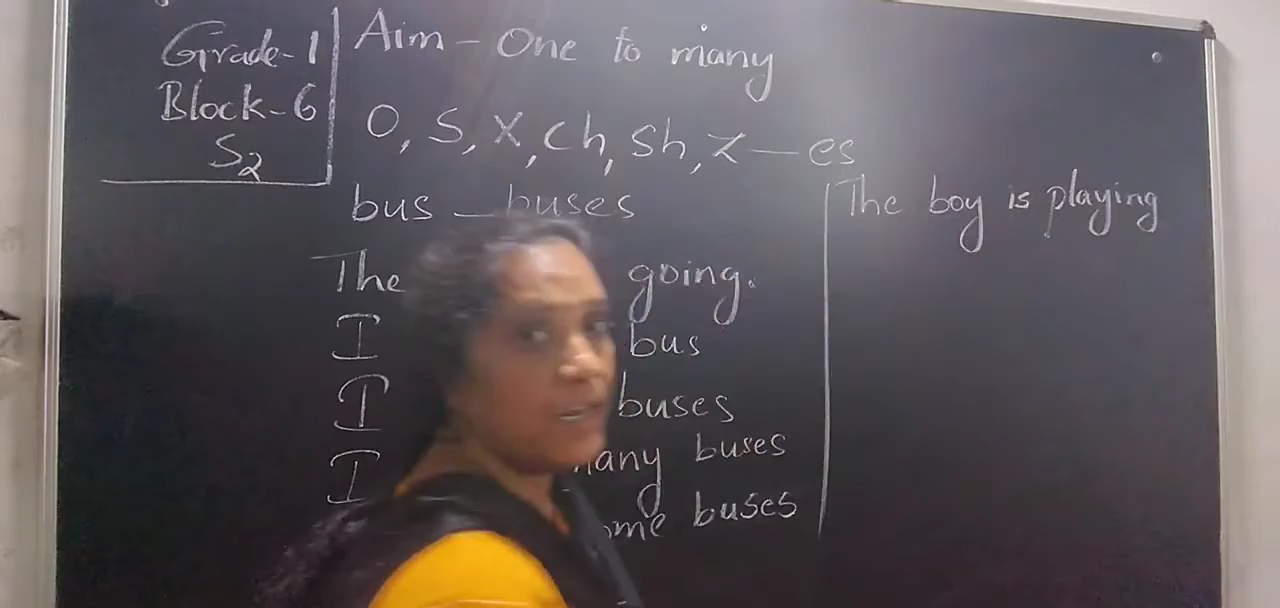 Grade-1
Block-6
S2
Aim - One to many
O, S, X, Ch, Sh, Z — es
bus — buses
The going.
I bus
I buses
I many buses
some buses
The boy is playing